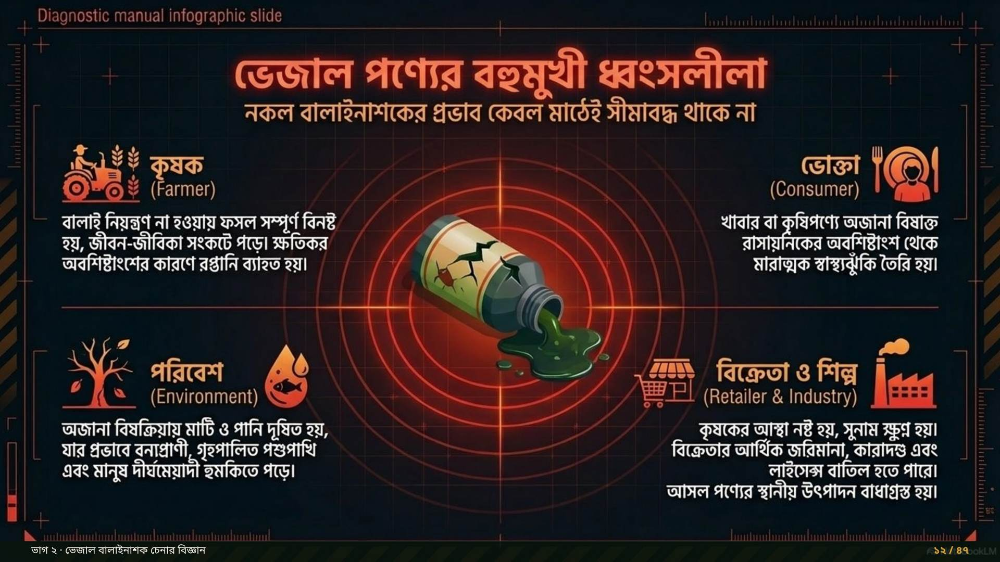 Diagnostic manual infographic slide
ভেজাল পণ্যের বহুমুখী ধ্বংসলীলা
নকল বালাইনাশকের প্রভাব কেবল মাঠেই সীমাবদ্ধ থাকে না
কৃষক
(Farmer)
বালাই নিয়ন্ত্রণ না হওয়ায় ফসল সম্পূর্ণ বিনষ্ট
হয়, জীবন-জীবিকা সংকটে পড়ে। ক্ষতিকর
অবশিষ্টাংশের কারণে রপ্তানি ব্যাহত হয়।
ভোক্তা
(Consumer)
খাবার বা কৃষিপণ্যে অজানা বিষাক্ত
রাসায়নিকের অবশিষ্টাংশ থেকে
মারাত্মক স্বাস্থ্যঝুঁকি তৈরি হয়।
পরিবেশ
(Environment)
অজানা বিষক্রিয়ায় মাটি ও পানি দূষিত হয়,
যার প্রভাবে বন্যপ্রাণী, গৃহপালিত পশুপাখি
এবং মানুষ দীর্ঘমেয়াদী হুমকিতে পড়ে।
বিক্রেতা ও শিল্প
(Retailer & Industry)
কৃষকের আস্থা নষ্ট হয়, সুনাম ক্ষুণ্ণ হয়।
বিক্রেতার আর্থিক জরিমানা, কারাদণ্ড এবং
লাইসেন্স বাতিল হতে পারে।
আসল পণ্যের স্থানীয় উৎপাদন বাধাগ্রস্ত হয়।
ভাগ ২ · ভেজাল বালাইনাশক চেনার বিজ্ঞান
১২ / ৪৭